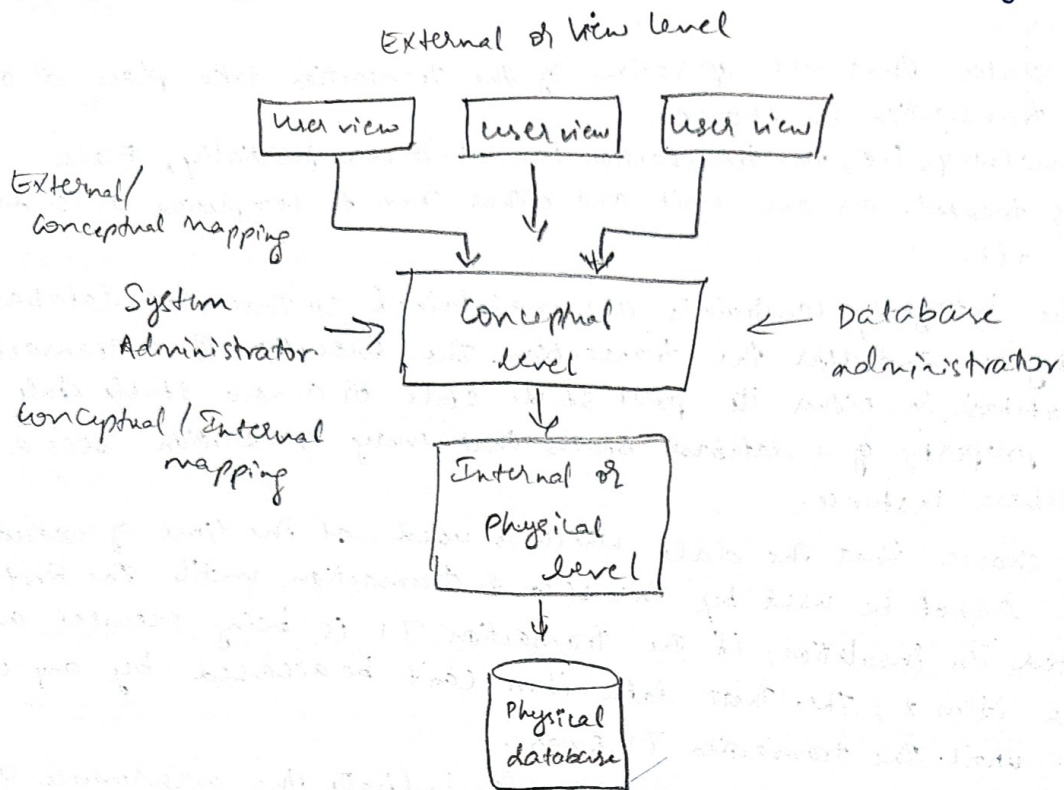 External or View Level
User view
User view
User view
External/
Conceptual Mapping
System
Administrator
Conceptual
level
Database
administrator
Conceptual / Internal
mapping
Internal or
physical
level
Physical
database